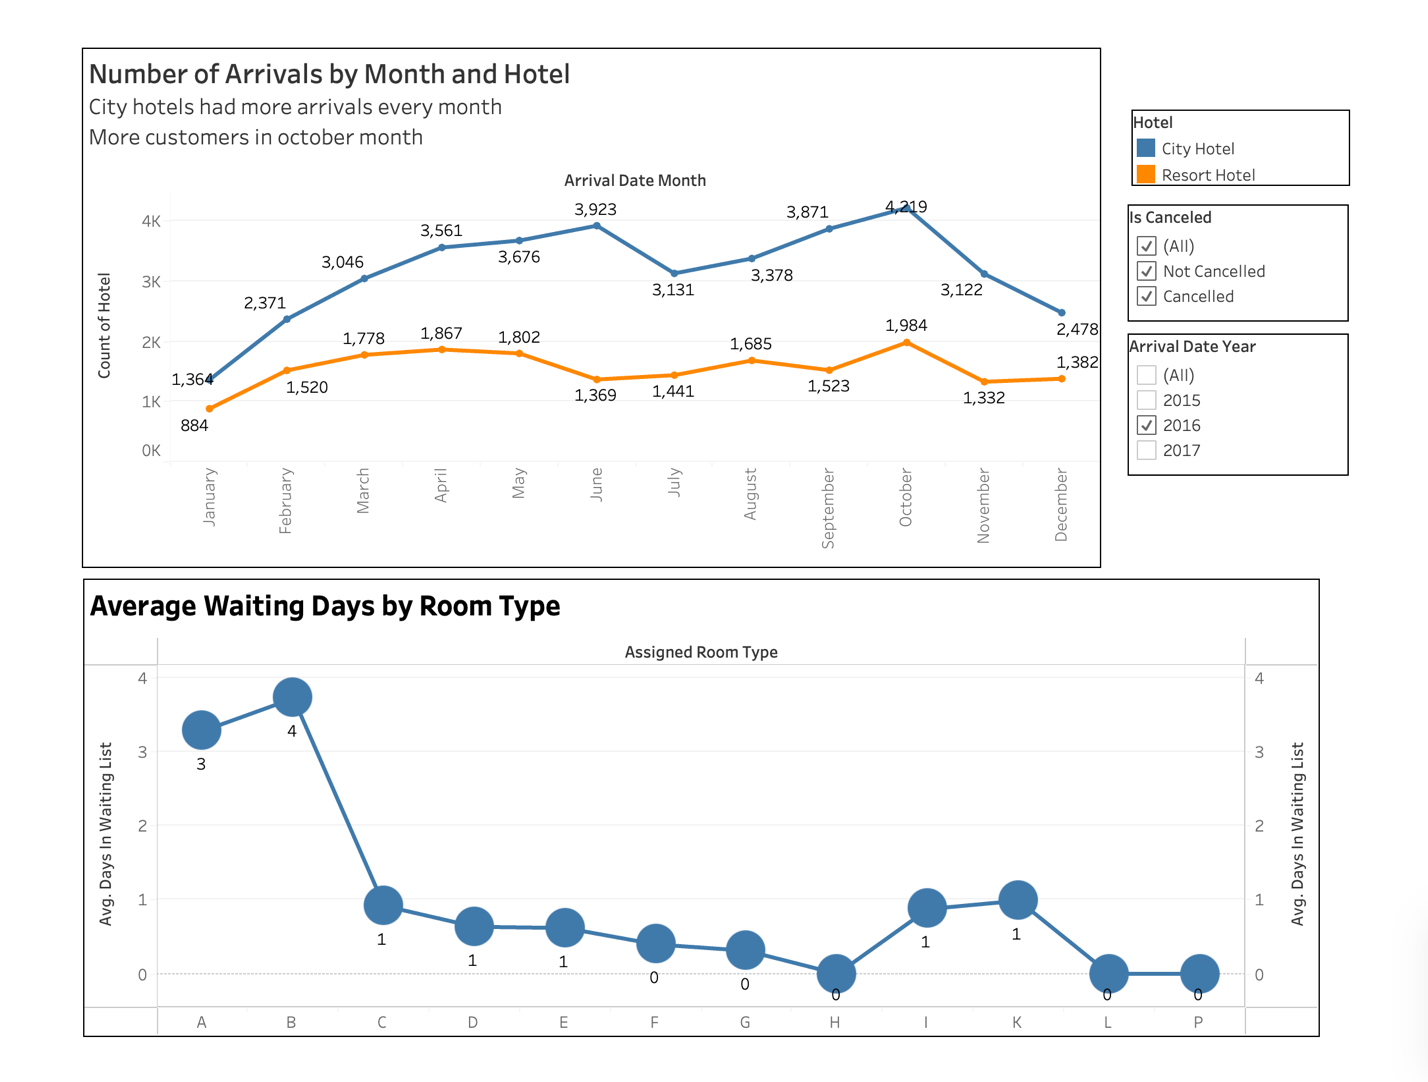 Number of Arrivals by Month and Hotel
City hotels had more arrivals every month
More customers in october month
Arrival Date Month
Count of Hotel
4K
3K
2K
1K
0K
1,364
2,371
3,046
3,561
3,676
3,923
3,131
3,378
3,871
4,219
3,122
2,478
884
1,520
1,778
1,867
1,802
1,369
1,441
1,685
1,523
1,984
1,332
1,382
January
February
March
April
May
June
July
August
September
October
November
December
Hotel
City Hotel
Resort Hotel
Is Canceled
(All)
Not Cancelled
Cancelled
Arrival Date Year
(All)
2015
2016
2017
Average Waiting Days by Room Type
Assigned Room Type
Avg. Days In Waiting List
4
3
2
1
0
3
4
1
1
1
0
0
0
1
1
0
0
4
3
2
1
0
Avg. Days In Waiting List
A
B
C
D
E
F
G
H
I
K
L
P